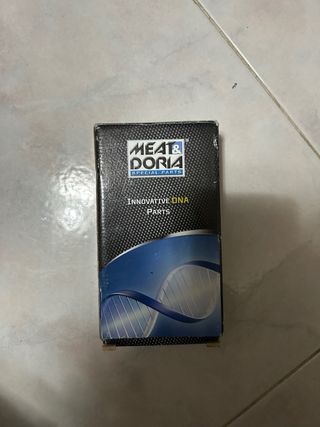 MEAT&
DORIA
SPECIAL PARTS
INNOVATIVE DNA
PARTS